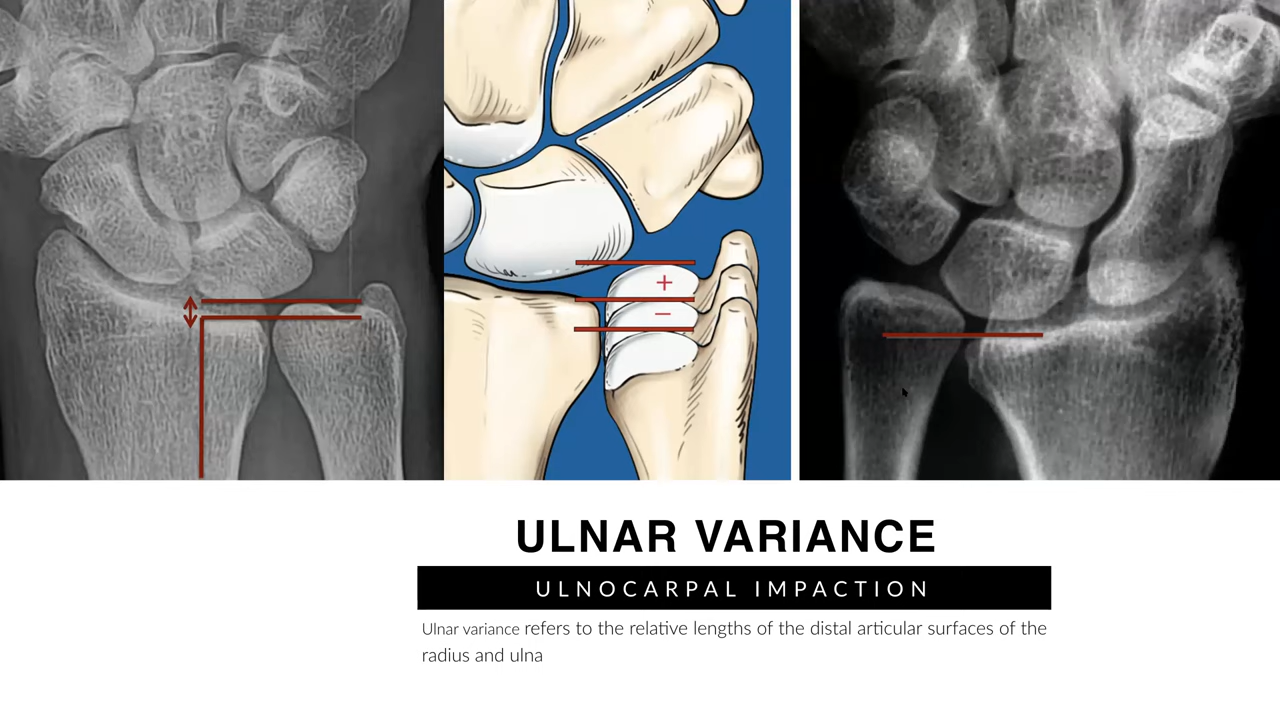 +
−
ULNAR VARIANCE
ULNOCARPAL IMPACTION
Ulnar variance refers to the relative lengths of the distal articular surfaces of the
radius and ulna